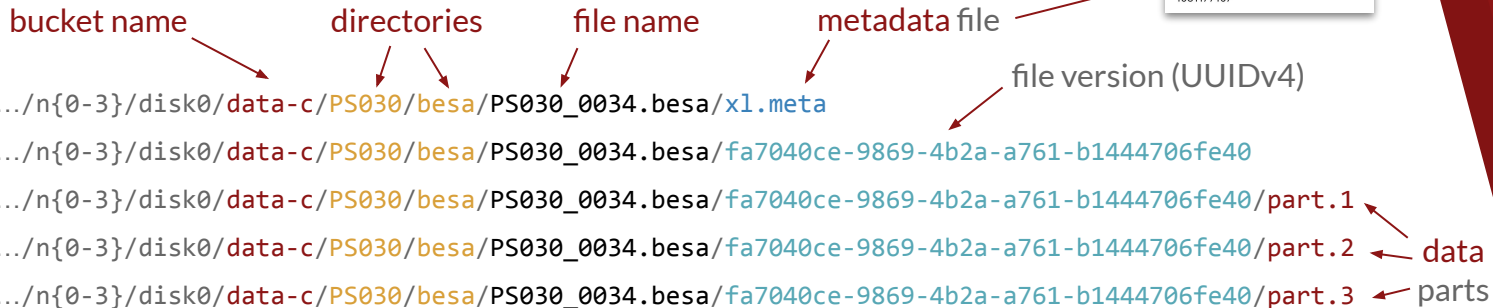 bucket name directories file name metadata file
file version (UUIDv4)
.../n{0-3}/disk0/data-c/PS030/besa/PS030_0034.besa/xl.meta
.../n{0-3}/disk0/data-c/PS030/besa/PS030_0034.besa/fa7040ce-9869-4b2a-a761-b1444706fe40
.../n{0-3}/disk0/data-c/PS030/besa/PS030_0034.besa/fa7040ce-9869-4b2a-a761-b1444706fe40/part.1
.../n{0-3}/disk0/data-c/PS030/besa/PS030_0034.besa/fa7040ce-9869-4b2a-a761-b1444706fe40/part.2
.../n{0-3}/disk0/data-c/PS030/besa/PS030_0034.besa/fa7040ce-9869-4b2a-a761-b1444706fe40/part.3
data
parts